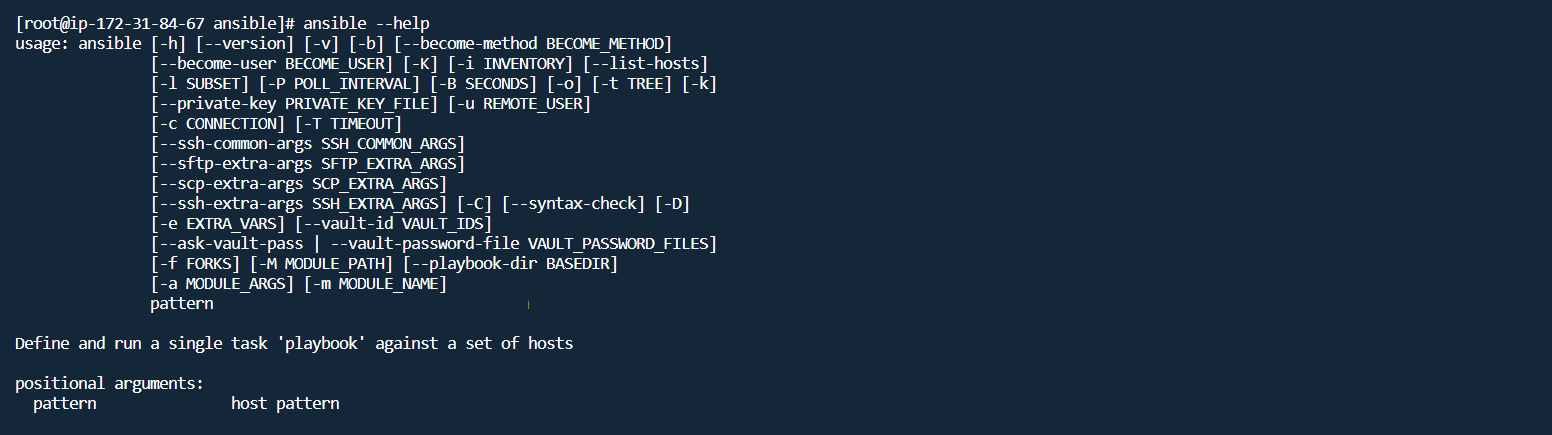 [root@ip-172-31-84-67 ansible]# ansible --help
usage: ansible [-h] [--version] [-v] [-b] [--become-method BECOME_METHOD]
               [--become-user BECOME_USER] [-K] [-i INVENTORY] [--list-hosts]
               [-l SUBSET] [-P POLL_INTERVAL] [-B SECONDS] [-o] [-t TREE] [-k]
               [--private-key PRIVATE_KEY_FILE] [-u REMOTE_USER]
               [-c CONNECTION] [-T TIMEOUT]
               [--ssh-common-args SSH_COMMON_ARGS]
               [--sftp-extra-args SFTP_EXTRA_ARGS]
               [--scp-extra-args SCP_EXTRA_ARGS]
               [--ssh-extra-args SSH_EXTRA_ARGS] [-C] [--syntax-check] [-D]
               [-e EXTRA_VARS] [--vault-id VAULT_IDS]
               [--ask-vault-pass | --vault-password-file VAULT_PASSWORD_FILES]
               [-f FORKS] [-M MODULE_PATH] [--playbook-dir BASEDIR]
               [-a MODULE_ARGS] [-m MODULE_NAME]
               pattern

Define and run a single task 'playbook' against a set of hosts

positional arguments:
  pattern               host pattern